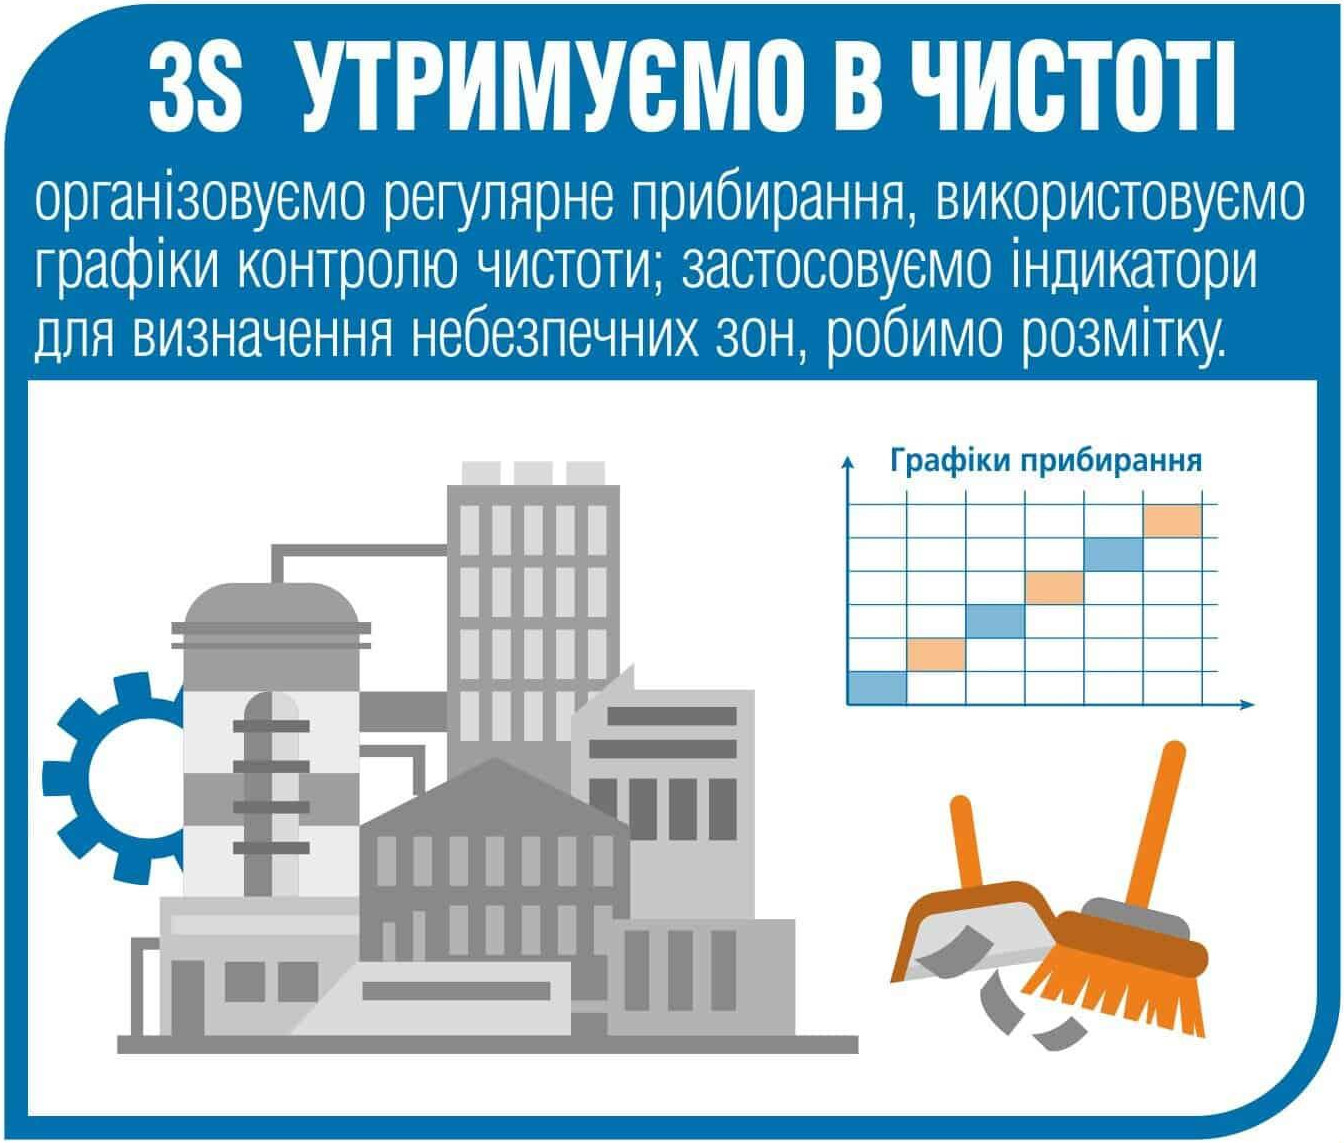 3S УТРИМУЄМО В ЧИСТОТІ
організовуємо регулярне прибирання, використовуємо
графіки контролю чистоти; застосовуємо індикатори
для визначення небезпечних зон, робимо розмітку.
Графіки прибирання